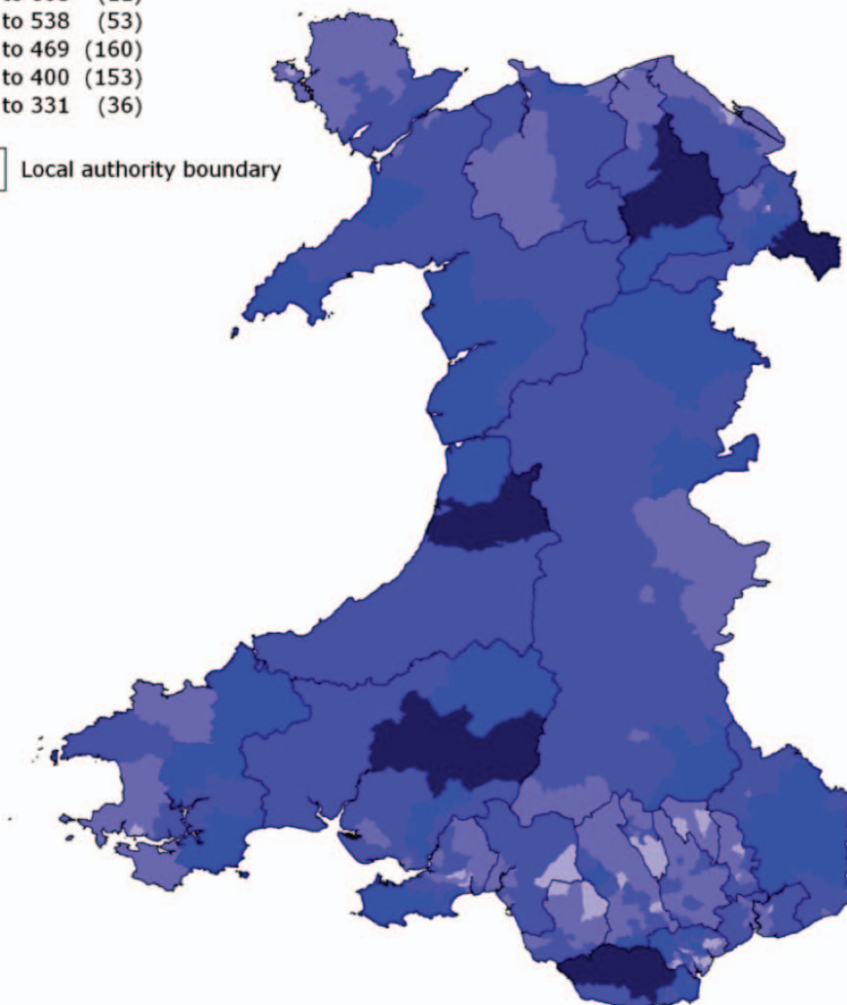 to 538 (53)
to 469 (160)
to 400 (153)
to 331 (36)
Local authority boundary